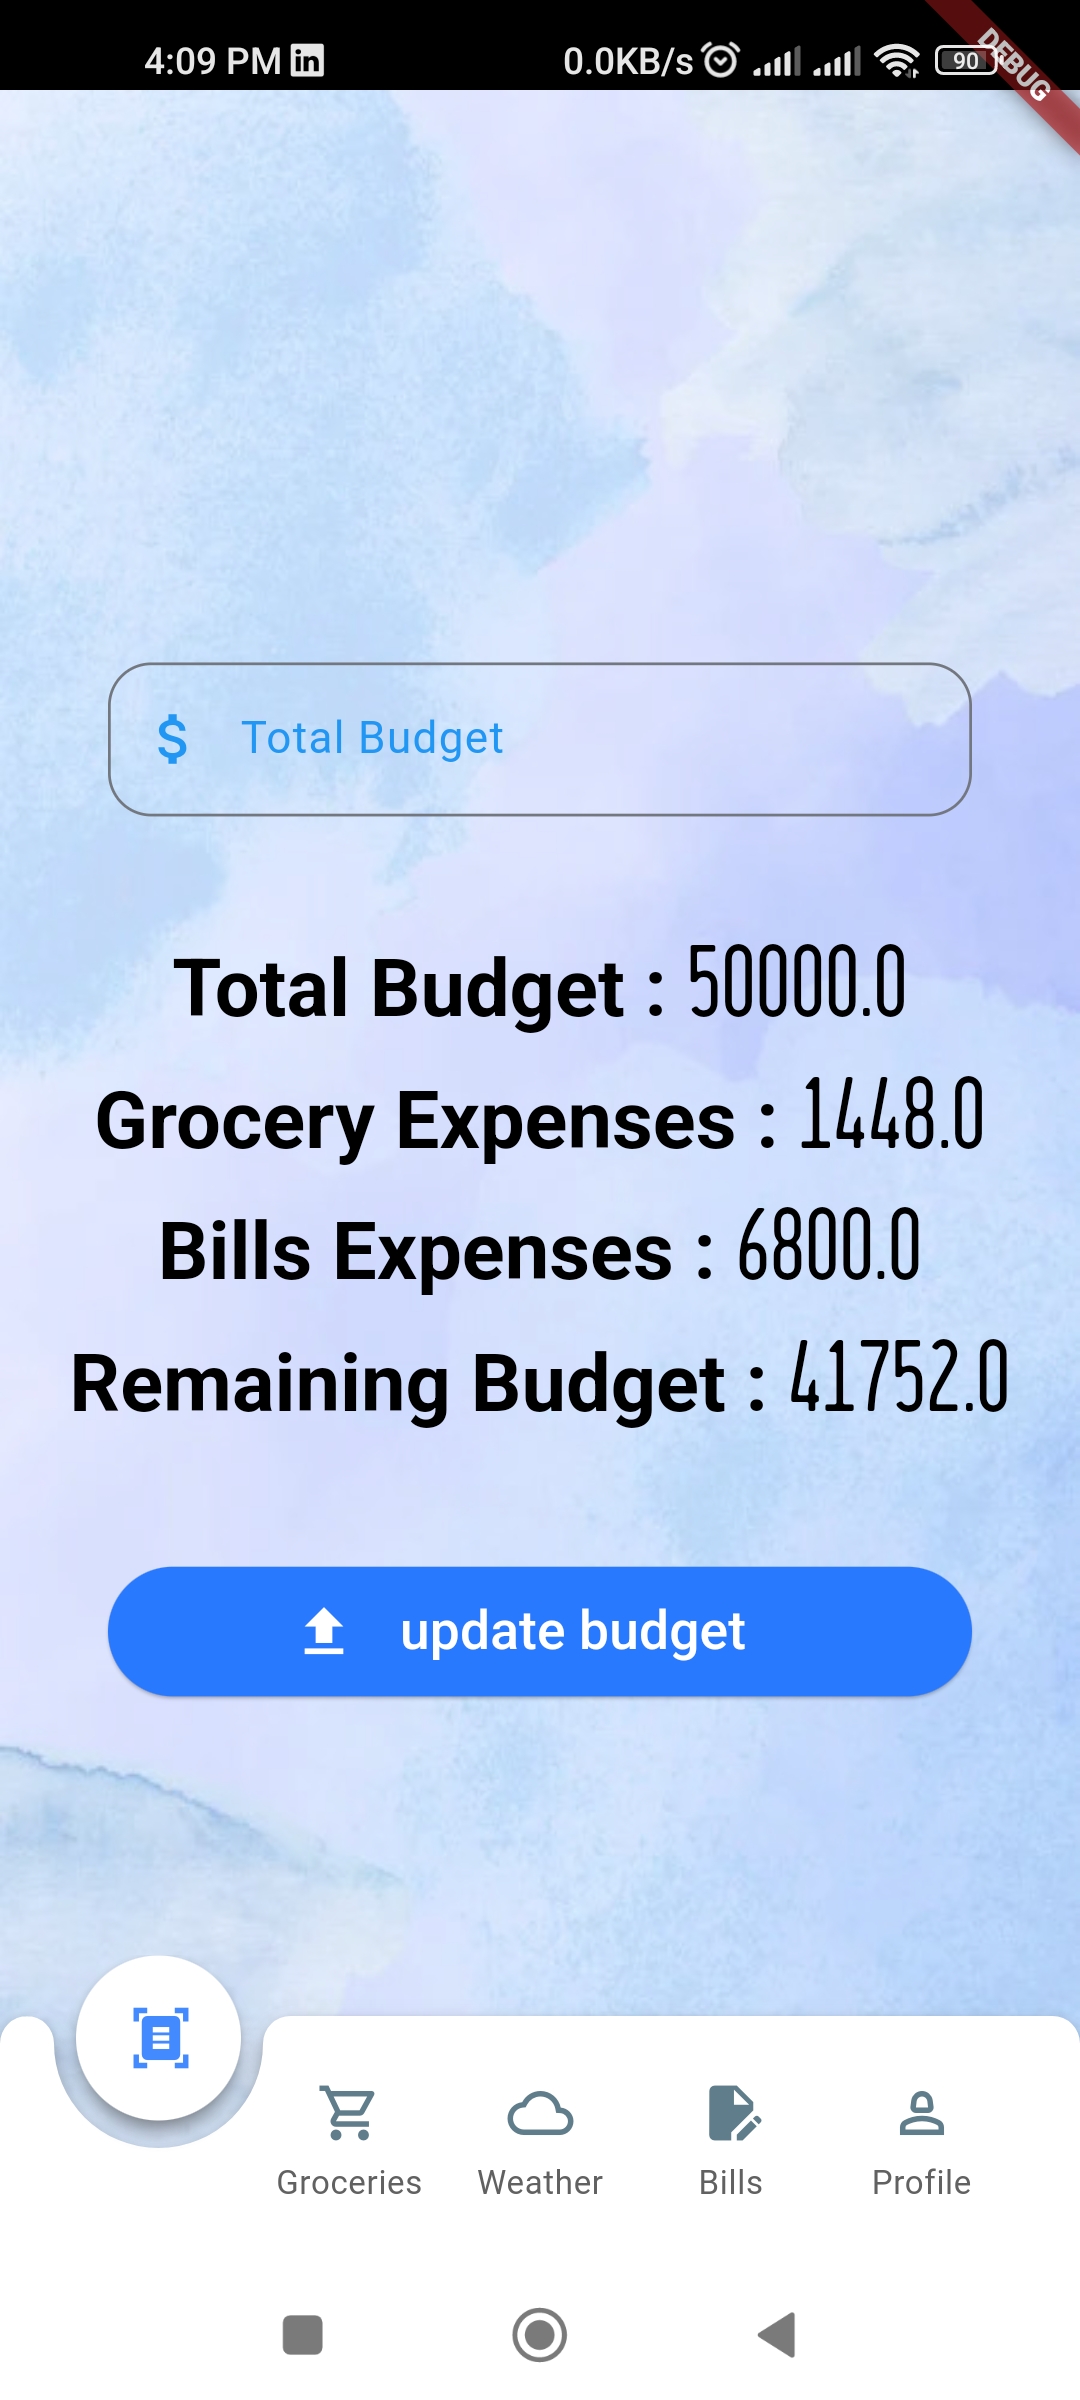 4:09 PM in 0.0KB/s 90
DEBUG
$ Total Budget
Total Budget : 50000.0
Grocery Expenses : 1448.0
Bills Expenses : 6800.0
Remaining Budget : 41752.0
update budget
Groceries Weather Bills Profile